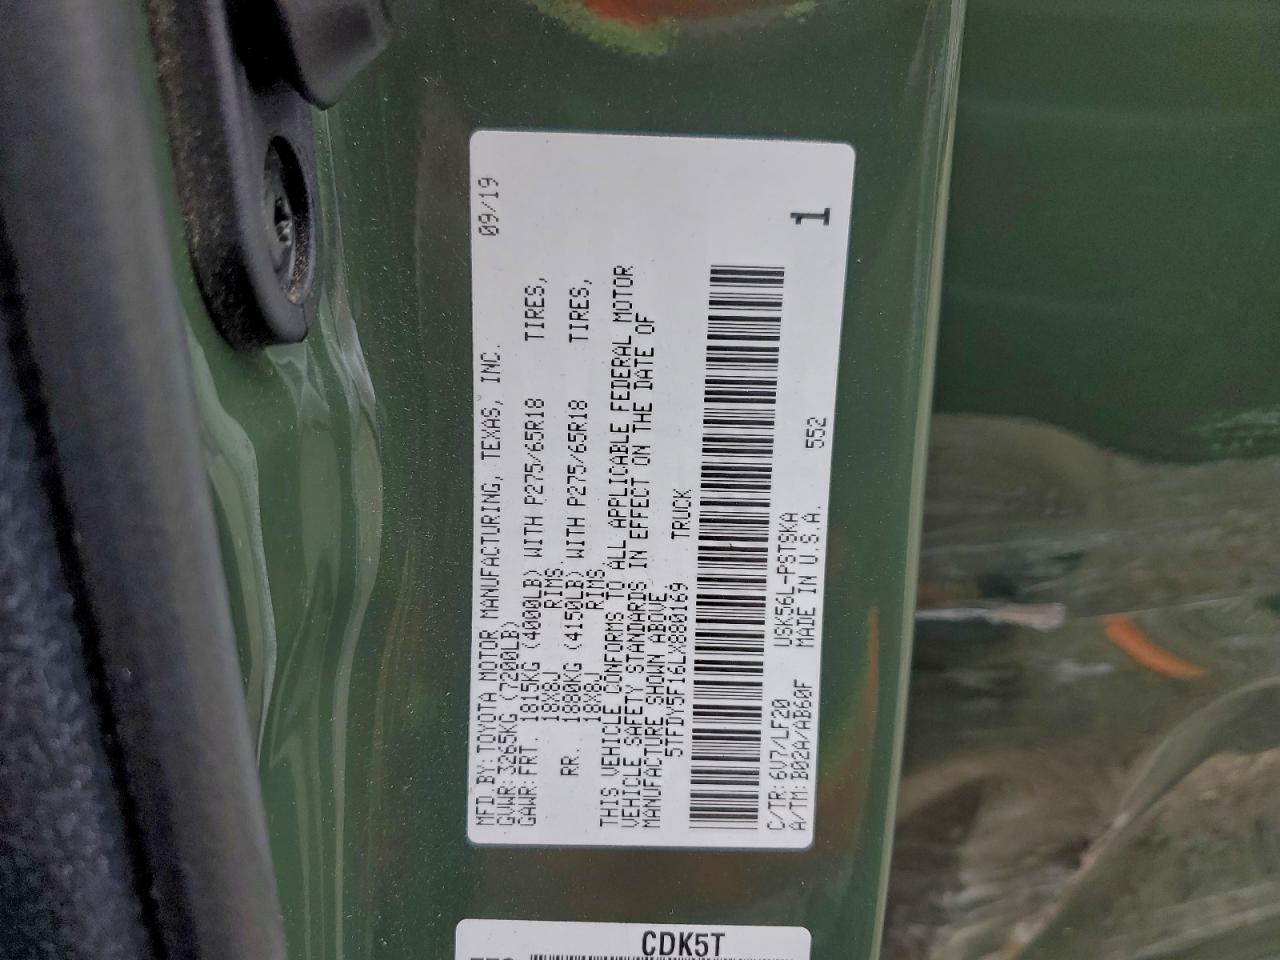 MFD.BY:TOYOTA MOTOR MANUFACTURING, TEXAS, INC. 09/19
GVWR:3265KG(7200LB)
GAWR:FRT. 1815KG(4000LB) WITH P275/65R18 TIRES,
18X8J RIMS
RR. 1880KG(4150LB) WITH P275/65R18 TIRES,
18X8J RIMS
THIS VEHICLE CONFORMS TO ALL APPLICABLE FEDERAL MOTOR
VEHICLE SAFETY STANDARDS IN EFFECT ON THE DATE OF
MANUFACTURE SHOWN ABOVE
5TFDY5F16LX880169 TRUCK
C/TR:6V7/LF20 USK56L-PSTSKA
A/TM:B02A/AB60F MADE IN U.S.A. 552
1
CDK5T